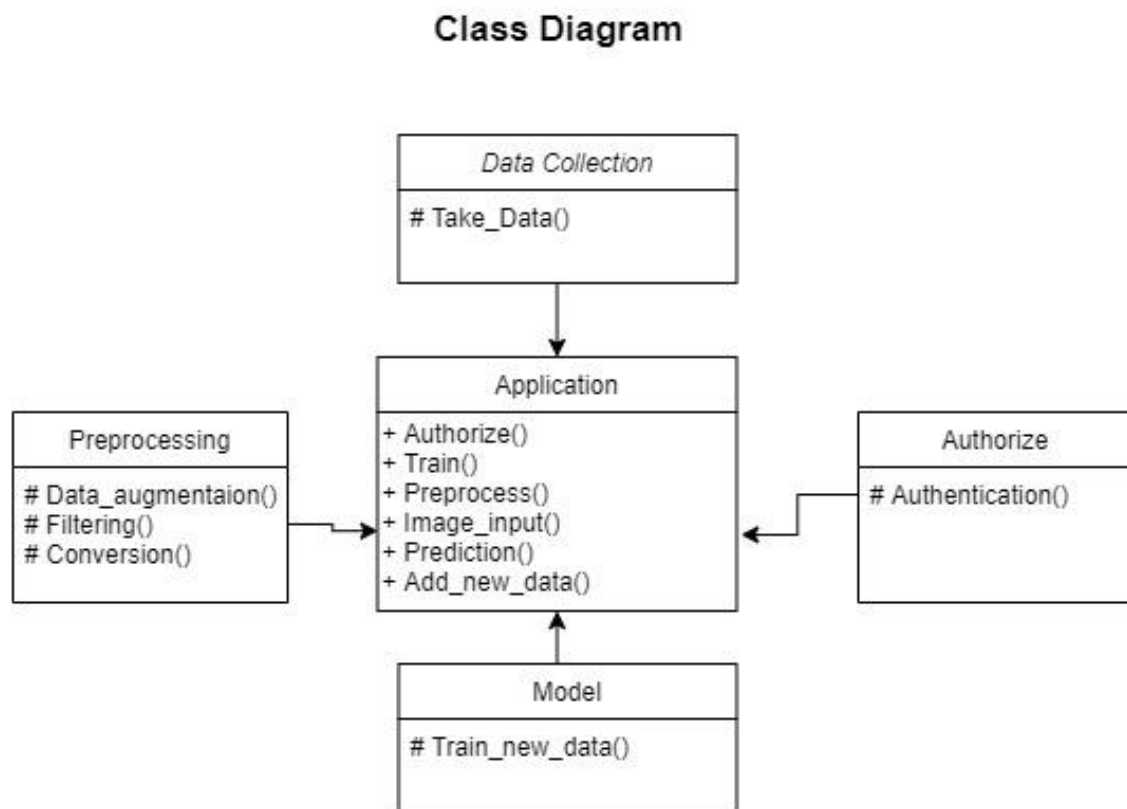 Class Diagram
Data Collection
# Take_Data()
Application
+ Authorize()
+ Train()
+ Preprocess()
+ Image_input()
+ Prediction()
+ Add_new_data()
Preprocessing
# Data_augmentaion()
# Filtering()
# Conversion()
Authorize
# Authentication()
Model
# Train_new_data()